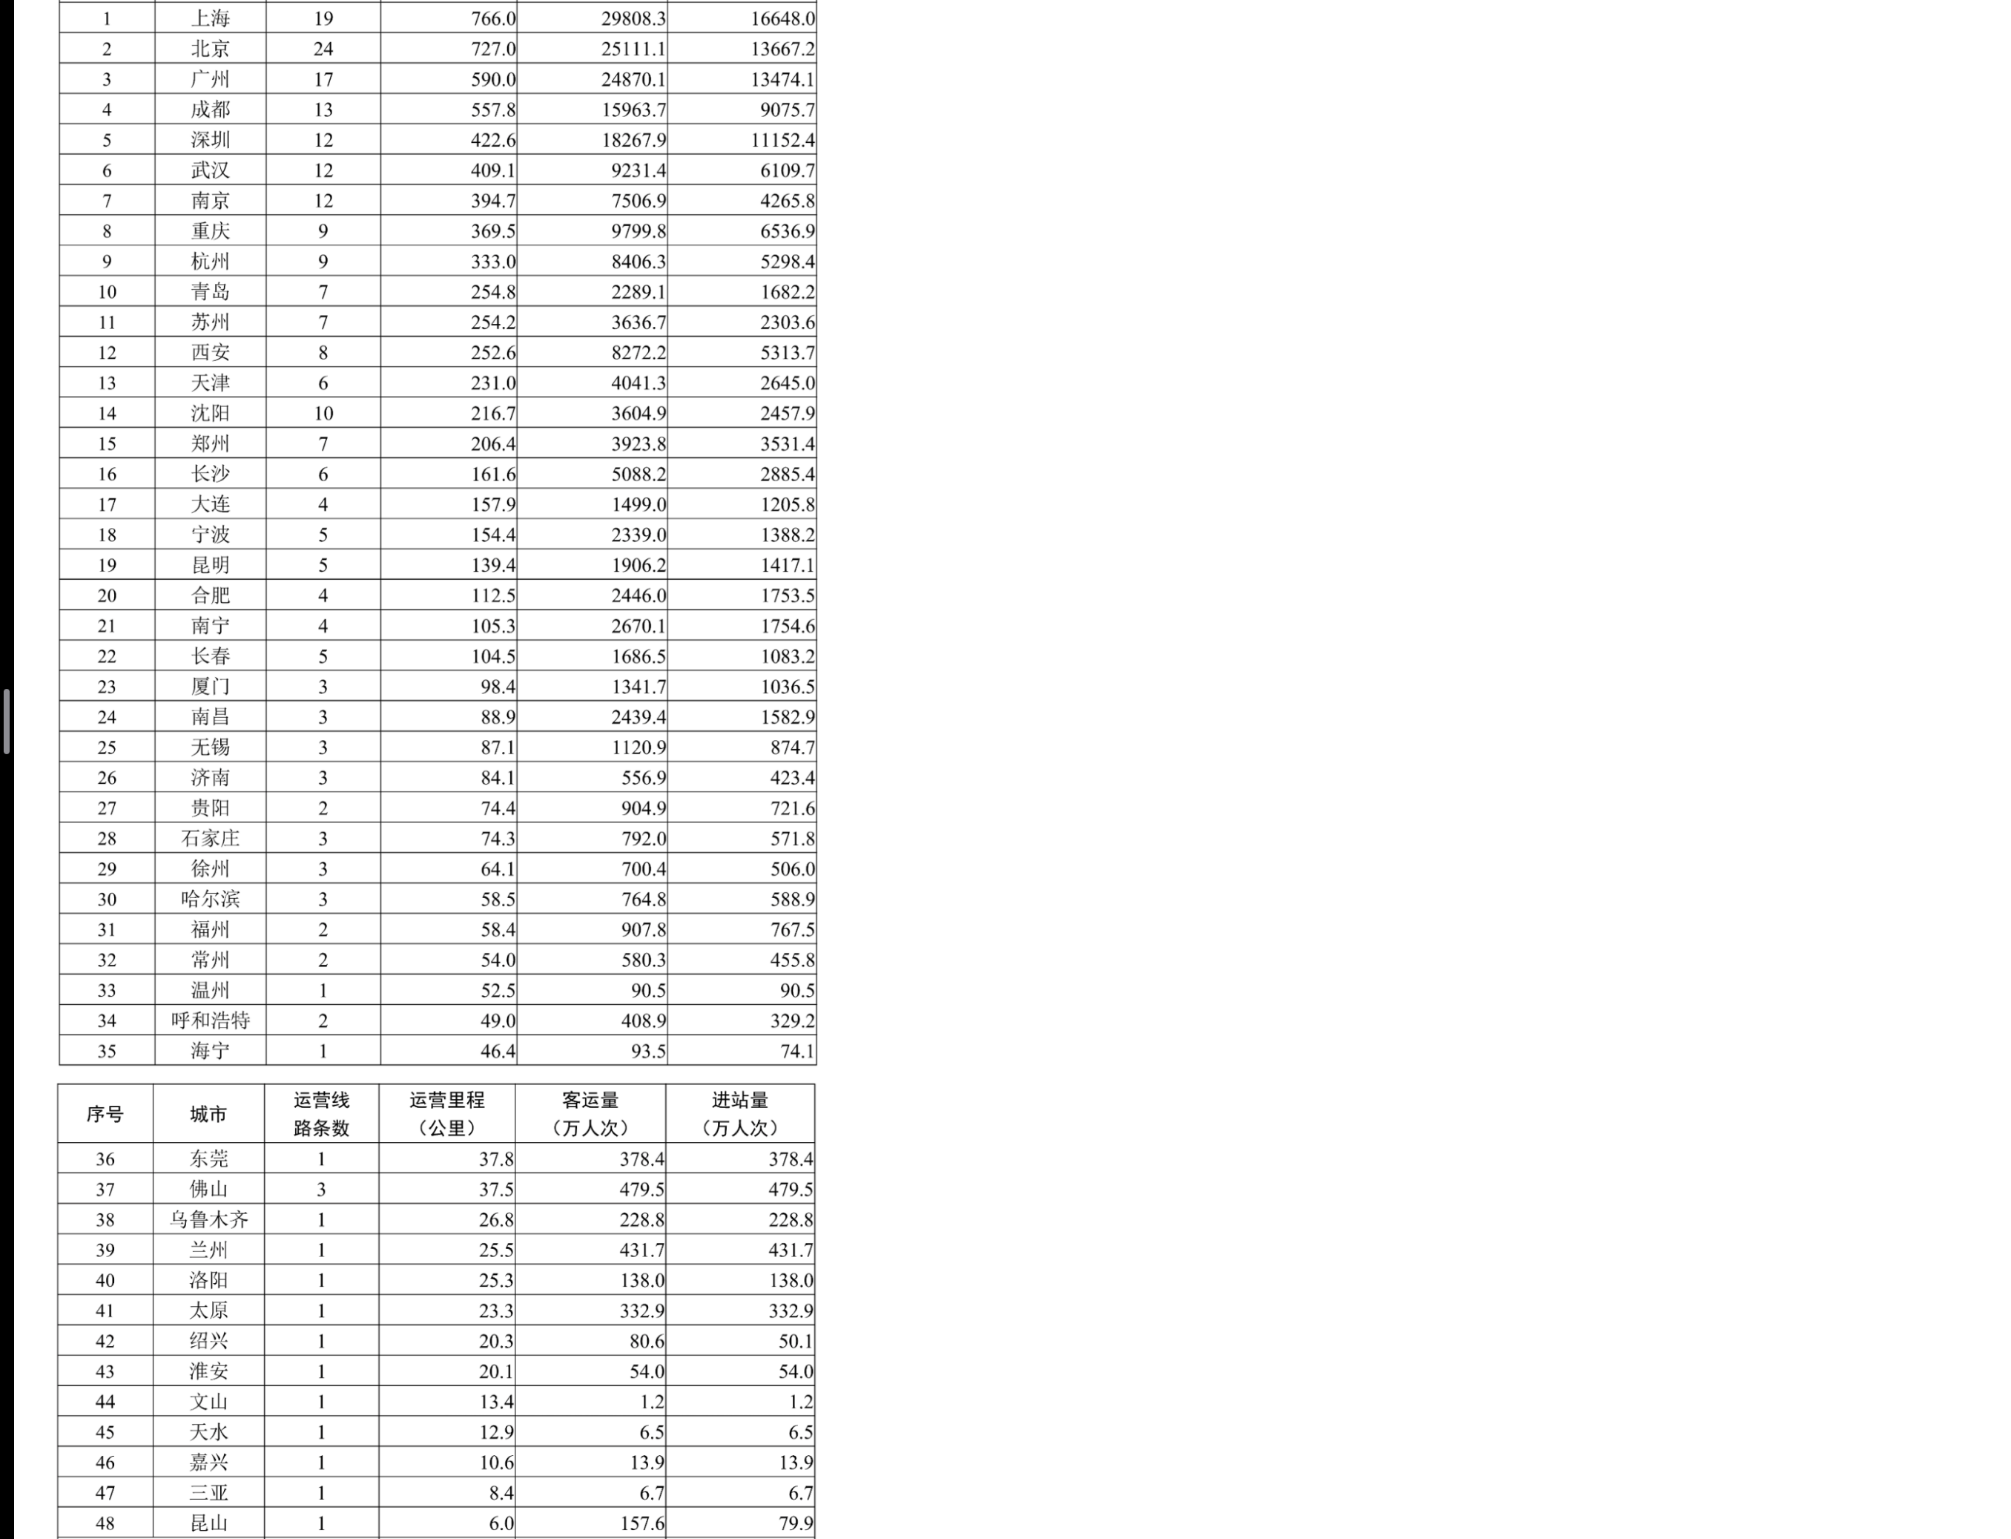 1 上海 19 766.0 29808.3 16648.0
2 北京 24 727.0 25111.1 13667.2
3 广州 17 590.0 24870.1 13474.1
4 成都 13 557.8 15963.7 9075.7
5 深圳 12 422.6 18267.9 11152.4
6 武汉 12 409.1 9231.4 6109.7
7 南京 12 394.7 7506.9 4265.8
8 重庆 9 369.5 9799.8 6536.9
9 杭州 9 333.0 8406.3 5298.4
10 青岛 7 254.8 2289.1 1682.2
11 苏州 7 254.2 3636.7 2303.6
12 西安 8 252.6 8272.2 5313.7
13 天津 6 231.0 4041.3 2645.0
14 沈阳 10 216.7 3604.9 2457.9
15 郑州 7 206.4 3923.8 3531.4
16 长沙 6 161.6 5088.2 2885.4
17 大连 4 157.9 1499.0 1205.8
18 宁波 5 154.4 2339.0 1388.2
19 昆明 5 139.4 1906.2 1417.1
20 合肥 4 112.5 2446.0 1753.5
21 南宁 4 105.3 2670.1 1754.6
22 长春 5 104.5 1686.5 1083.2
23 厦门 3 98.4 1341.7 1036.5
24 南昌 3 88.9 2439.4 1582.9
25 无锡 3 87.1 1120.9 874.7
26 济南 3 84.1 556.9 423.4
27 贵阳 2 74.4 904.9 721.6
28 石家庄 3 74.3 792.0 571.8
29 徐州 3 64.1 700.4 506.0
30 哈尔滨 3 58.5 764.8 588.9
31 福州 2 58.4 907.8 767.5
32 常州 2 54.0 580.3 455.8
33 温州 1 52.5 90.5 90.5
34 呼和浩特 2 49.0 408.9 329.2
35 海宁 1 46.4 93.5 74.1
序号 城市 运营线 运营里程 客运量 进站量
路条数 （公里） （万人次） （万人次）
36 东莞 1 37.8 378.4 378.4
37 佛山 3 37.5 479.5 479.5
38 乌鲁木齐 1 26.8 228.8 228.8
39 兰州 1 25.5 431.7 431.7
40 洛阳 1 25.3 138.0 138.0
41 太原 1 23.3 332.9 332.9
42 绍兴 1 20.3 80.6 50.1
43 淮安 1 20.1 54.0 54.0
44 文山 1 13.4 1.2 1.2
45 天水 1 12.9 6.5 6.5
46 嘉兴 1 10.6 13.9 13.9
47 三亚 1 8.4 6.7 6.7
48 昆山 1 6.0 157.6 79.9